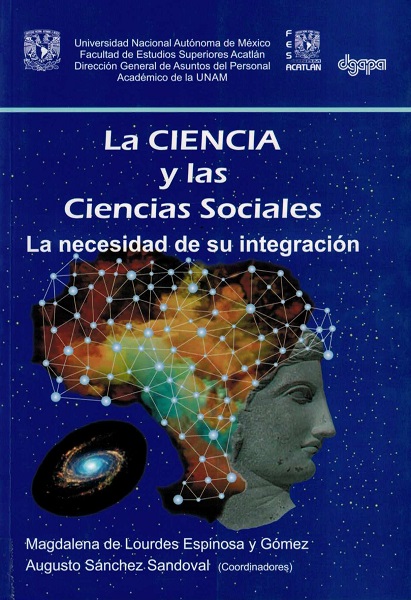 Universidad Nacional Autónoma de México
Facultad de Estudios Superiores Acatlán
Dirección General de Asuntos del Personal
Académico de la UNAM
FES
ACATLÁN
dgapa
La CIENCIA
y las
Ciencias Sociales
La necesidad de su integración
Magdalena de Lourdes Espinosa y Gómez
Augusto Sánchez Sandoval (Coordinadores)